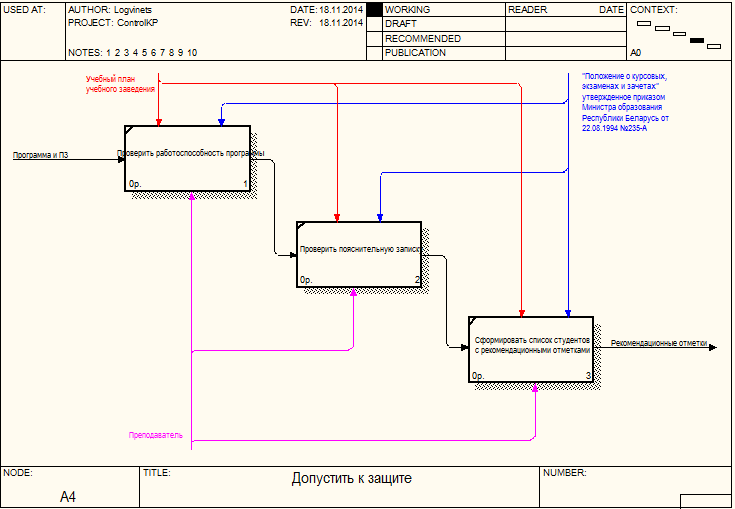 USED AT:
AUTHOR: Logvinets
DATE: 18.11.2014
WORKING
READER
DATE
CONTEXT:
PROJECT: ControlKP
REV: 18.11.2014
DRAFT
RECOMMENDED
NOTES: 1 2 3 4 5 6 7 8 9 10
PUBLICATION
A0
Учебный план
учебного заведения
"Положение о курсовых,
экзаменах и зачетах"
утвержденное приказом
Министра образования
Республики Беларусь от
22.08.1994 №235-А
Программа и ПЗ
Проверить работоспособность программы
0р.
1
Проверить пояснительную записк
0р.
2
Сформировать список студентов
с рекомендационными отметками
0р.
3
Рекомендационные отметки
Преподаватель
NODE:
TITLE:
NUMBER:
A4
Допустить к защите